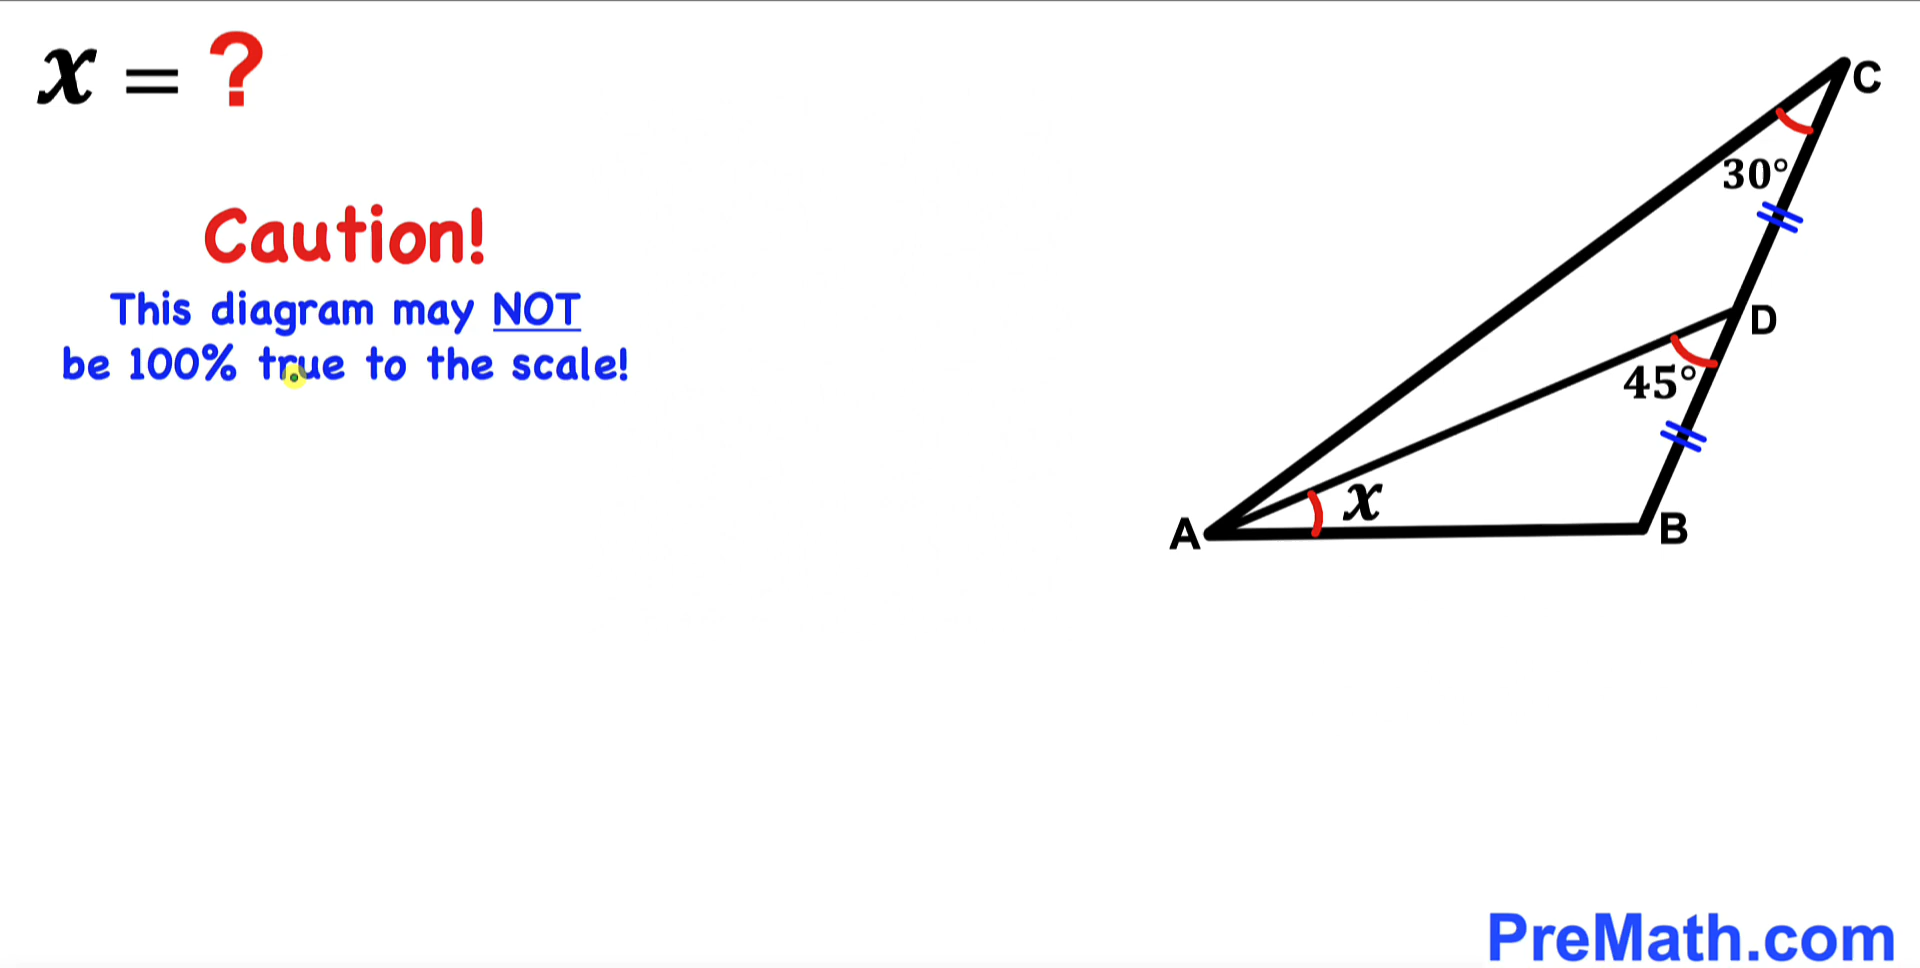 x = ?
Caution!
This diagram may NOT
be 100% true to the scale!
C
30°
D
45°
x
A
B
PreMath.com